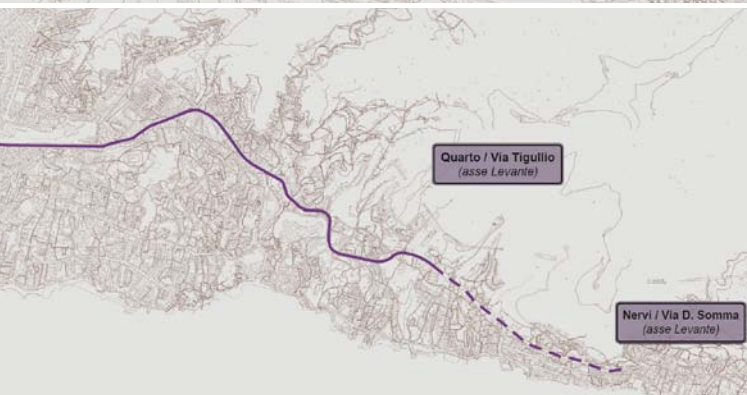 Quarto / Via Tigullio
(asse Levante)
Nervi / Via D. Somma
(asse Levante)